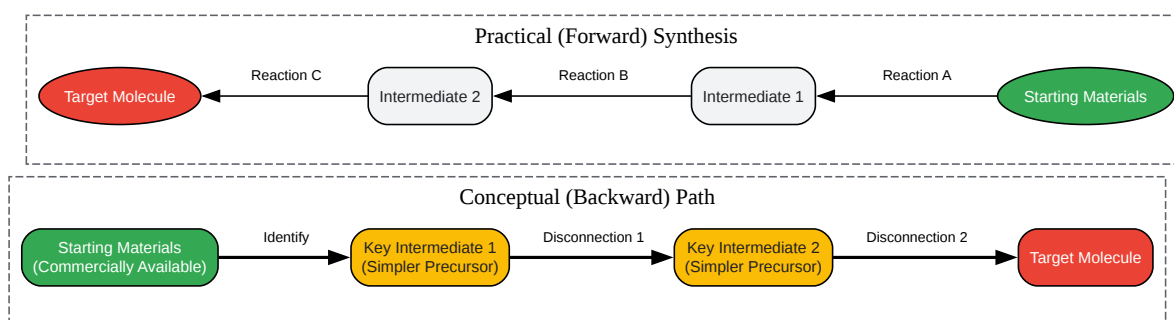 Practical (Forward) Synthesis
Reaction C
Reaction B
Reaction A
Target Molecule
Intermediate 2
Intermediate 1
Starting Materials
Conceptual (Backward) Path
Identify
Disconnection 1
Disconnection 2
Starting Materials
(Commercially Available)
Key Intermediate 1
(Simpler Precursor)
Key Intermediate 2
(Simpler Precursor)
Target Molecule